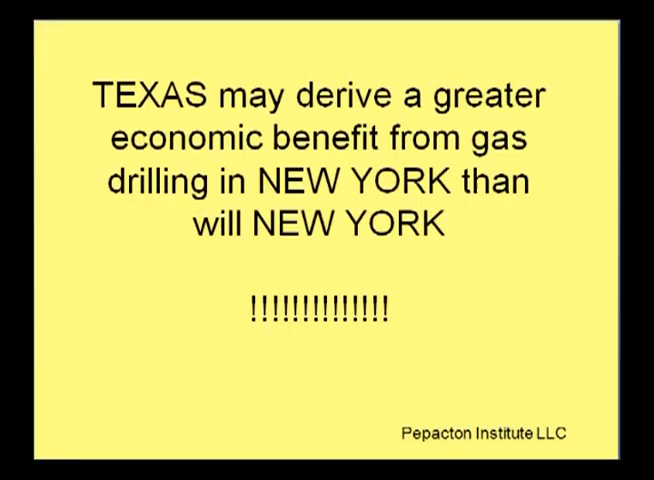 TEXAS may derive a greater
economic benefit from gas
drilling in NEW YORK than
will NEW YORK
!!!!!!!!!!!!!!
Pepacton Institute LLC